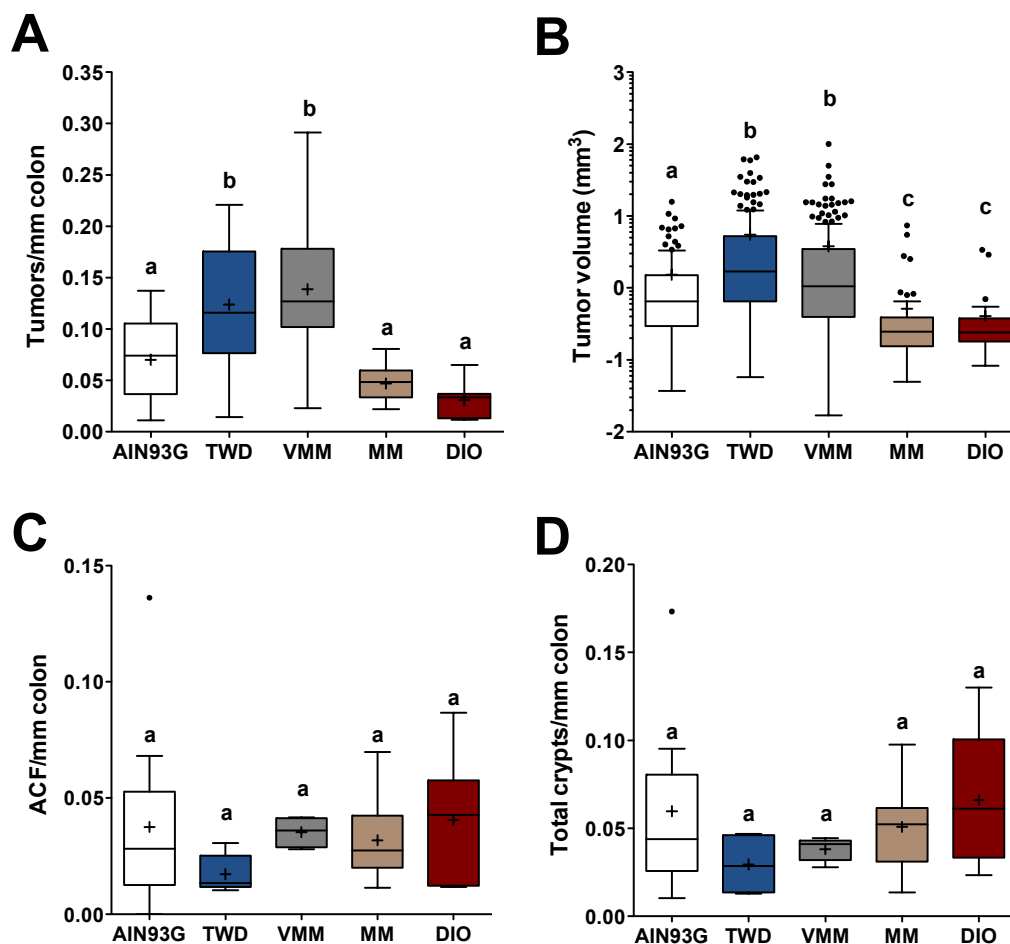 A
Tumors/mm colon
0.35
0.30
0.25
0.20
0.15
0.10
0.05
0.00
a
b
b
a
a
AIN93G TWD VMM MM DIO
B
Tumor volume (mm³)
3
2
1
0
-1
-2
a
b
b
c
c
AIN93G TWD VMM MM DIO
C
ACF/mm colon
0.15
0.10
0.05
0.00
a
a
a
a
a
AIN93G TWD VMM MM DIO
D
Total crypts/mm colon
0.20
0.15
0.10
0.05
0.00
a
a
a
a
a
AIN93G TWD VMM MM DIO